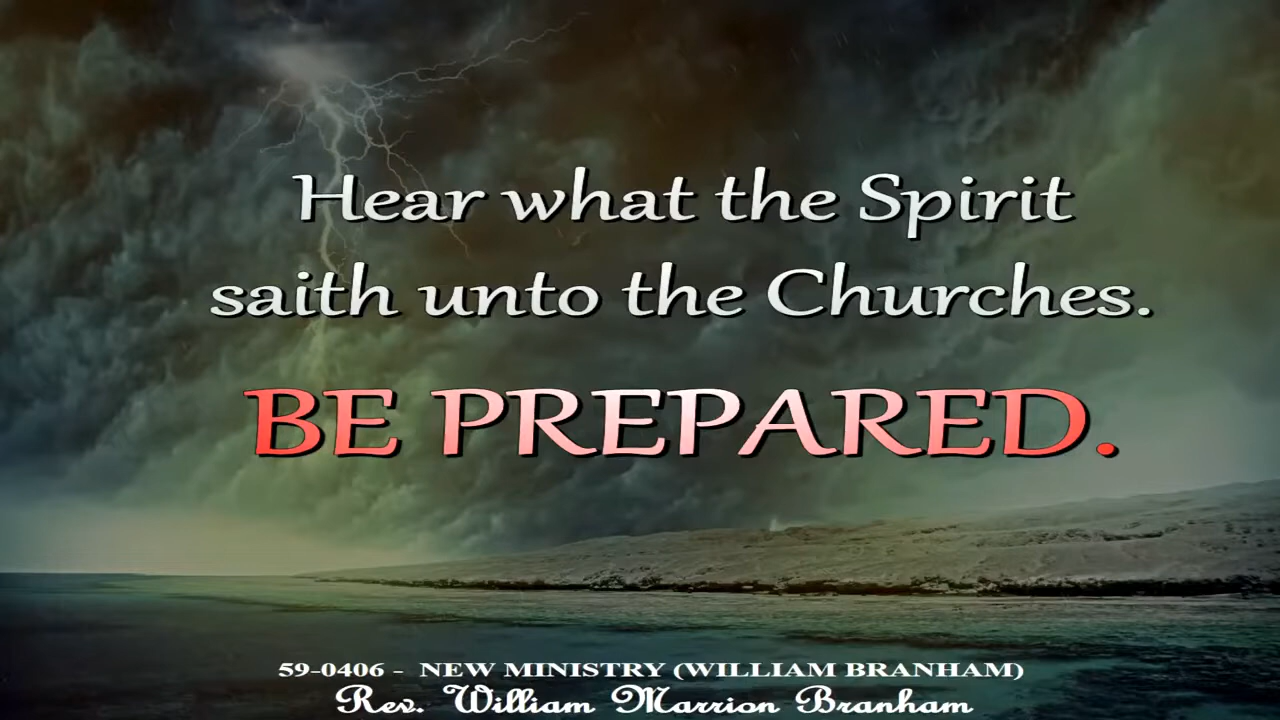 Hear what the Spirit
saith unto the Churches.
BE PREPARED.
59-0406 - NEW MINISTRY (WILLIAM BRANHAM)
Rev. William Marrion Branham